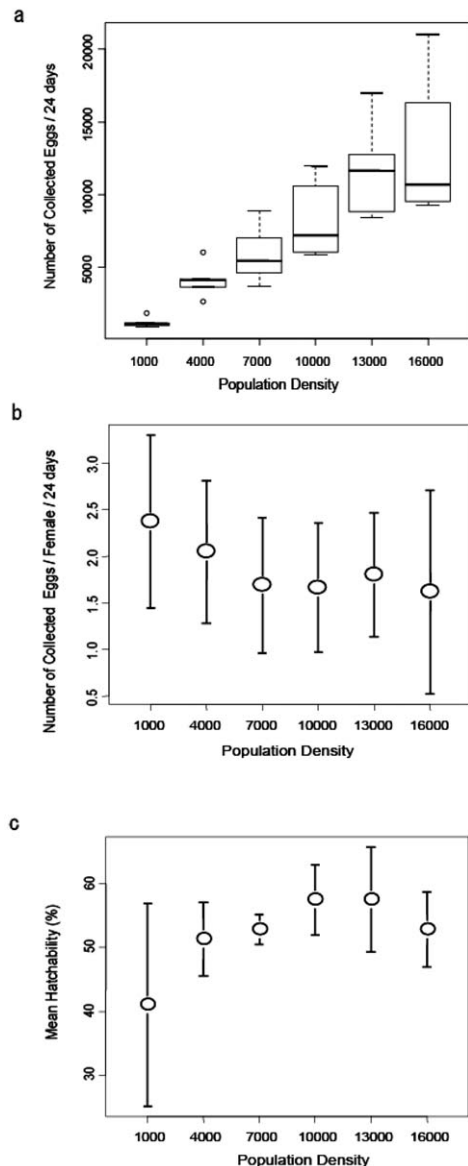 a
Number of Collected Eggs / 24 days
20000
15000
10000
5000
1000 4000 7000 10000 13000 16000
Population Density
b
Number of Collected Eggs / Female / 24 days
3.0
2.5
2.0
1.5
1.0
0.5
1000 4000 7000 10000 13000 16000
Population Density
c
Mean Hatchability (%)
60
50
40
30
1000 4000 7000 10000 13000 16000
Population Density